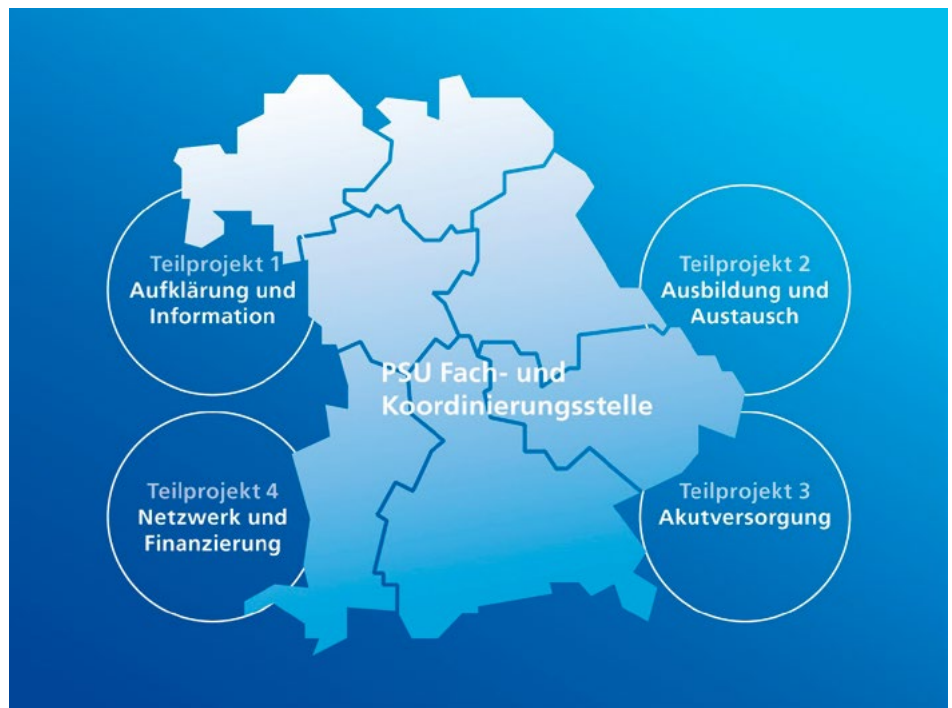 Teilprojekt 1
Aufklärung und
Information
Teilprojekt 2
Ausbildung und
Austausch
PSU Fach- und
Koordinierungsstelle
Teilprojekt 4
Netzwerk und
Finanzierung
Teilprojekt 3
Akutversorgung